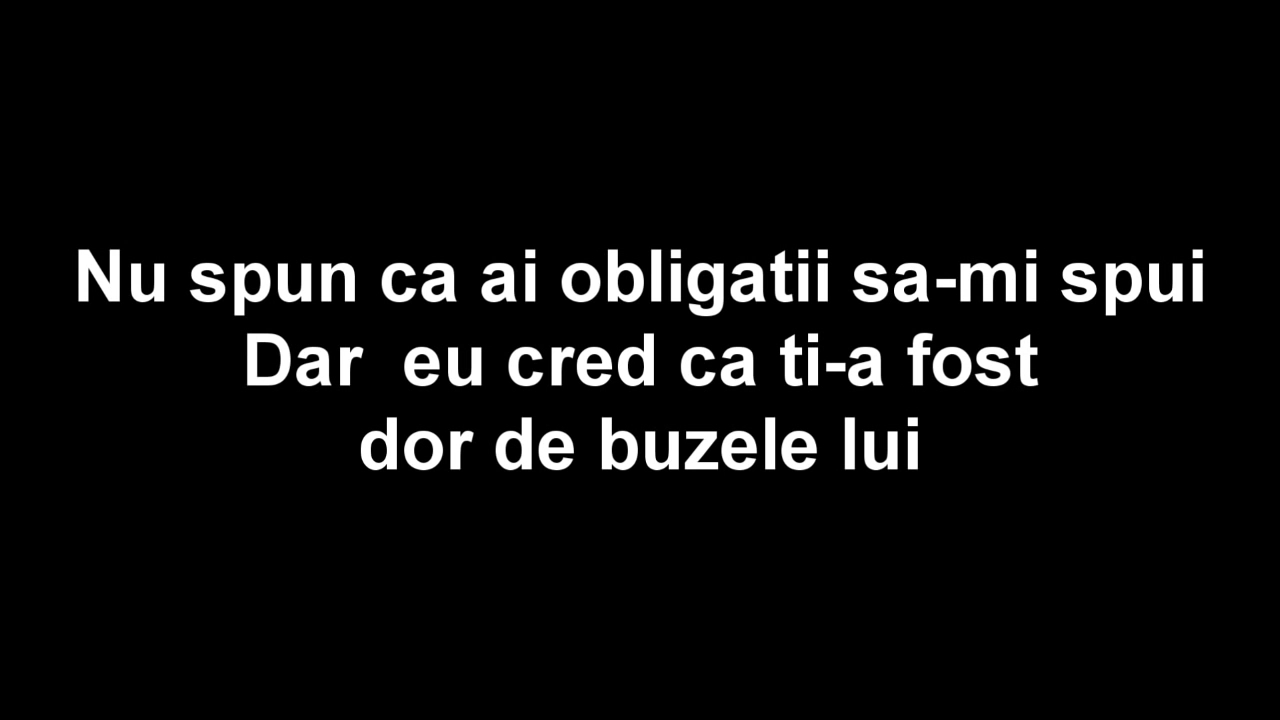 Nu spun ca ai obligatii sa-mi spui
Dar  eu cred ca ti-a fost
dor de buzele lui